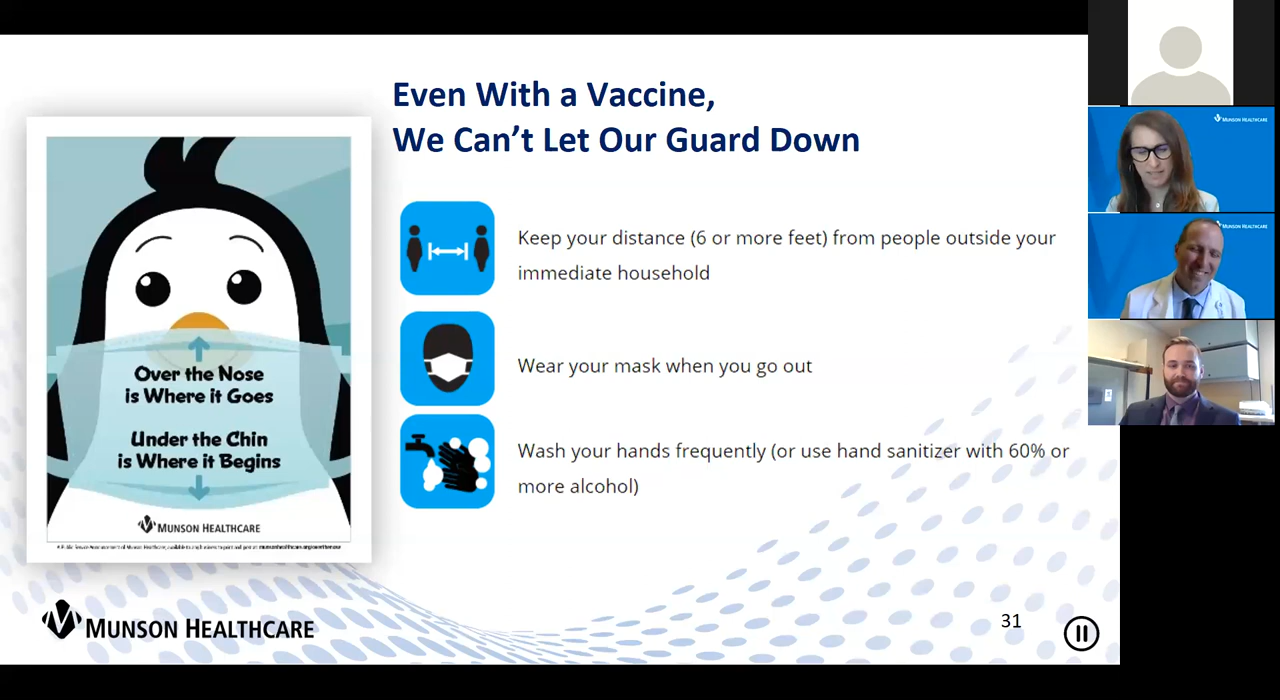 Even With a Vaccine,
We Can't Let Our Guard Down
Keep your distance (6 or more feet) from people outside your
immediate household
Wear your mask when you go out
Wash your hands frequently (or use hand sanitizer with 60% or
more alcohol)
Over the Nose
is Where it Goes
Under the Chin
is Where it Begins
MUNSON HEALTHCARE
MUNSON HEALTHCARE
31
MUNSON HEALTHCARE
MUNSON HEALTHCARE